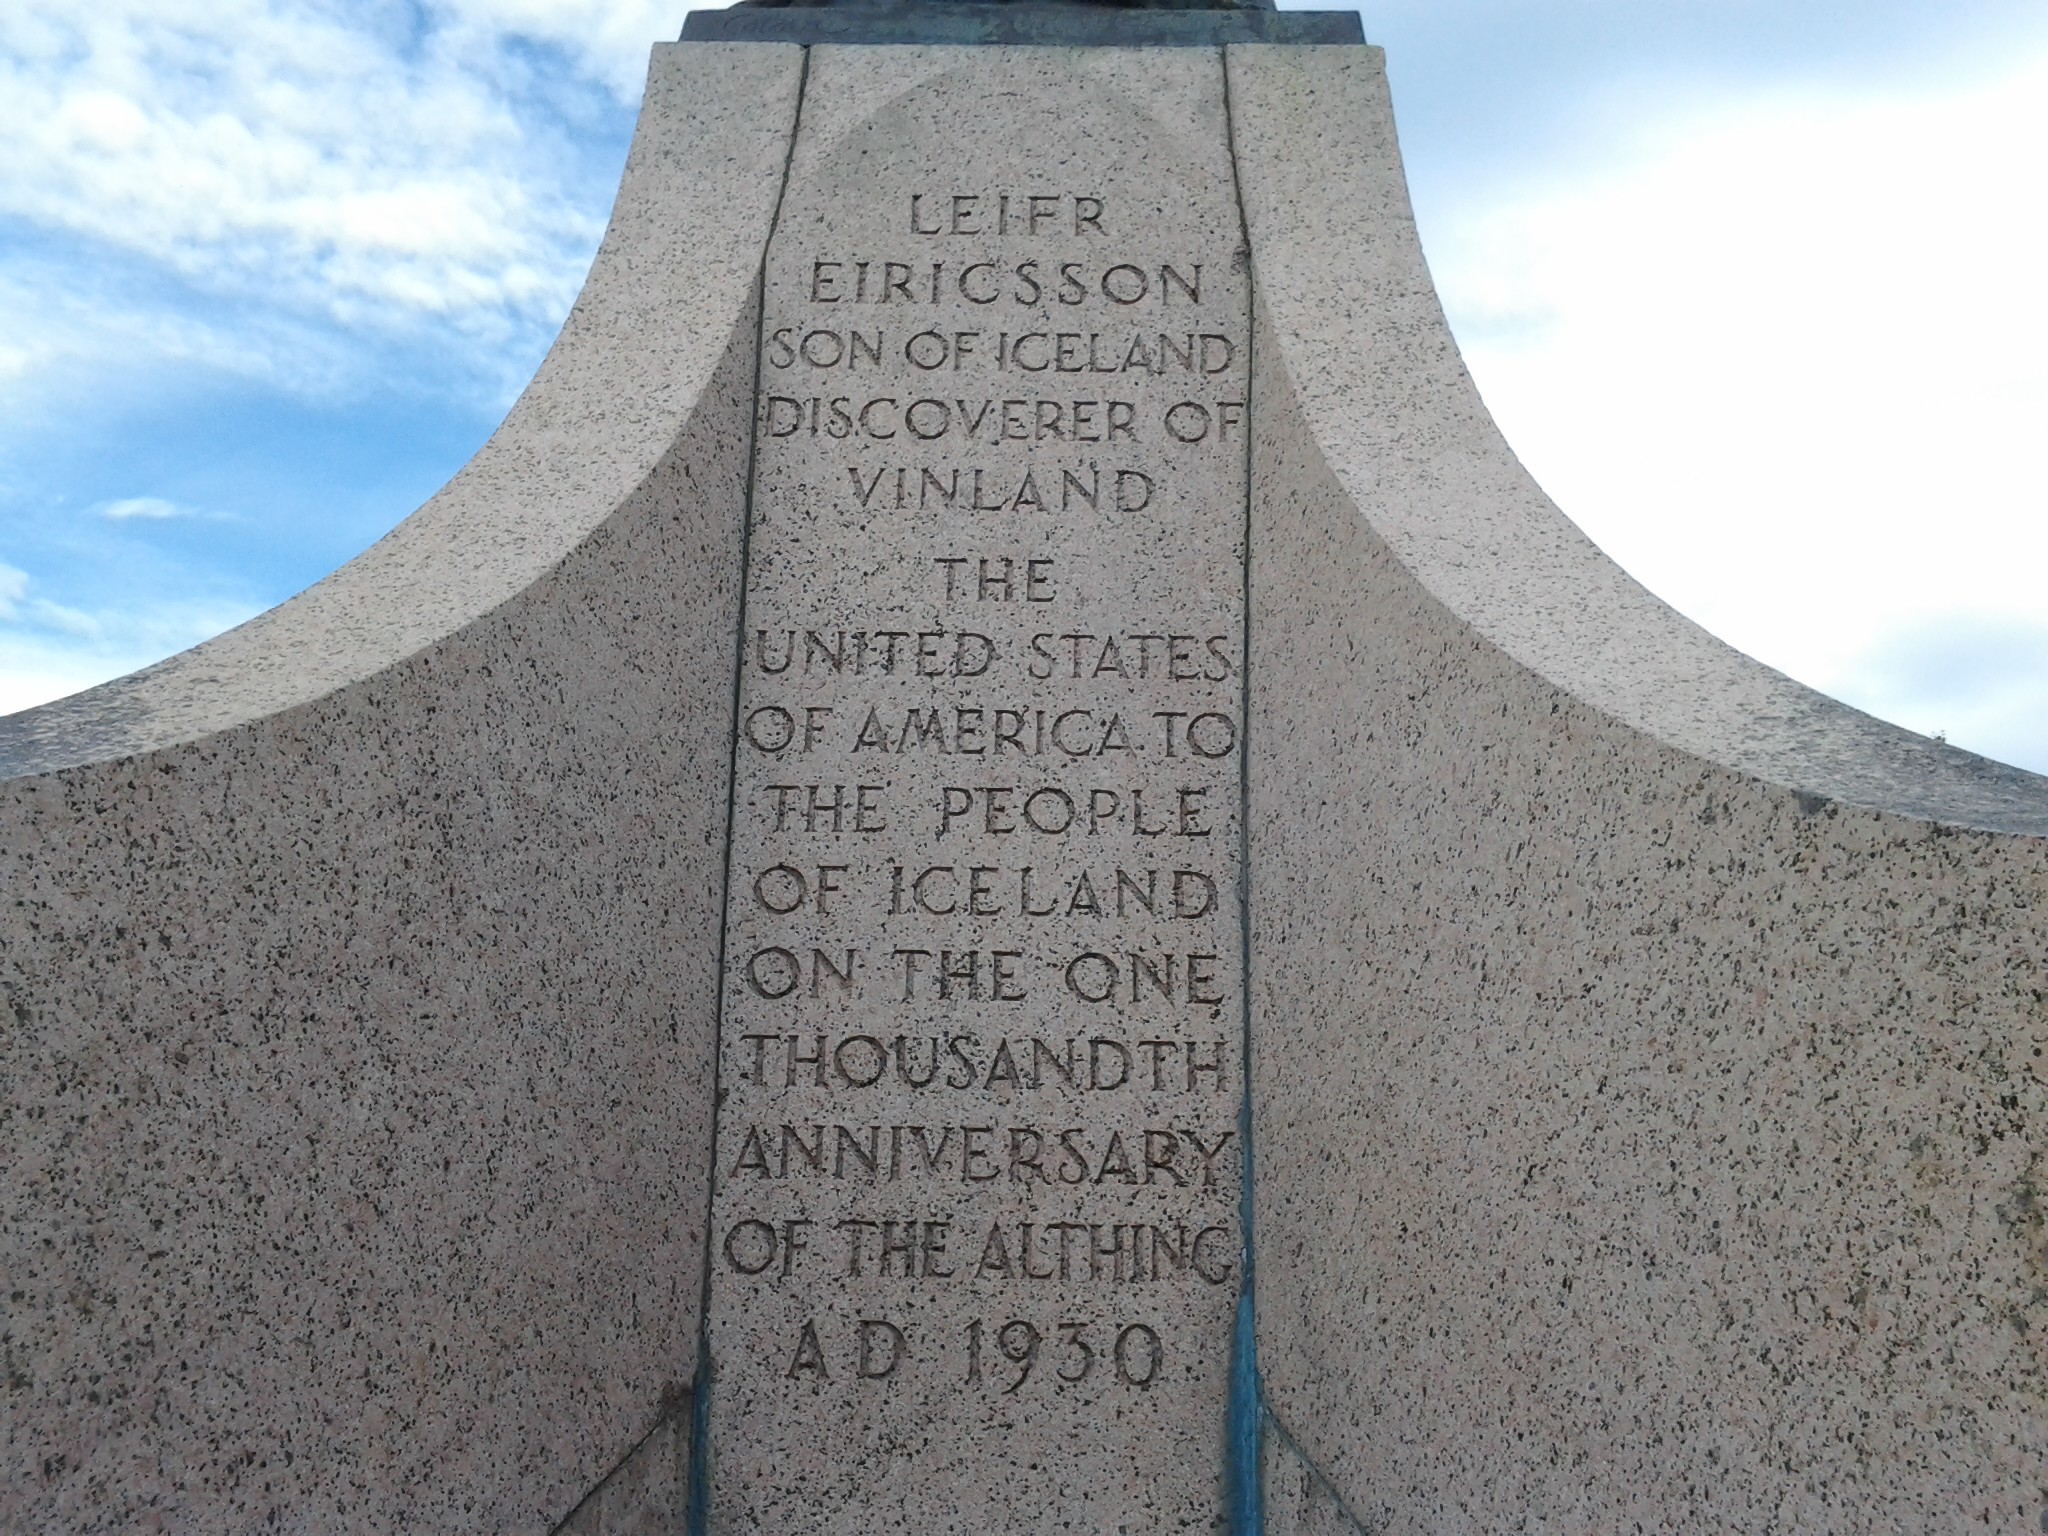 LEIFR
EIRICSSON
SON OF ICELAND
DISCOVERER OF
VINLAND
THE
UNITED STATES
OF AMERICA TO
THE PEOPLE
OF ICELAND
ON THE ONE
THOUSANDTH
ANNIVERSARY
OF THE ALTHING
AD 1930